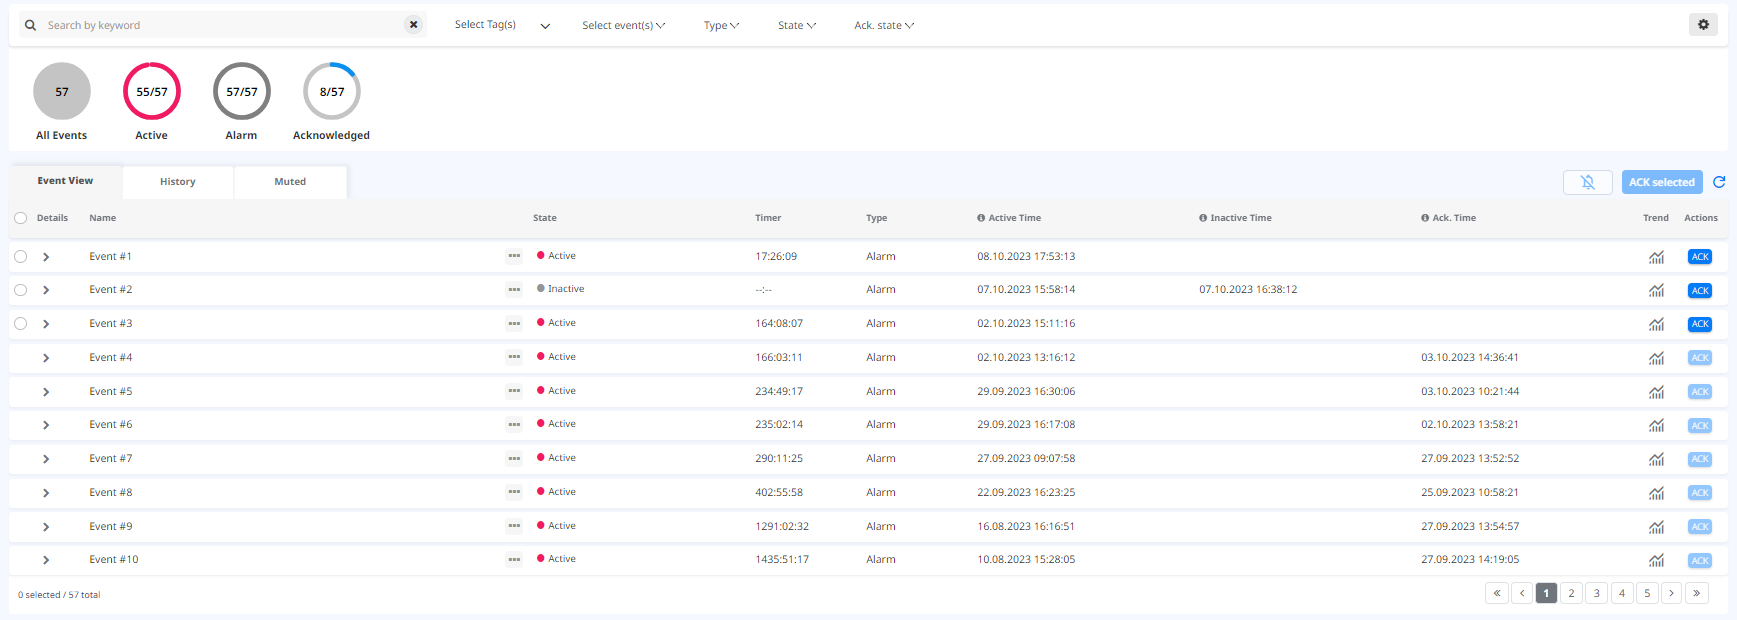 Search by keyword Select Tag(s) Select event(s) Type State Ack. state
57 55/57 57/57 8/57
All Events Active Alarm Acknowledged
Event View History Muted ACK selected
Details Name State Timer Type Active Time Inactive Time Ack. Time Trend Actions
Event #1 Active 17:26:09 Alarm 08.10.2023 17:53:13 ACK
Event #2 Inactive --:-- Alarm 07.10.2023 15:58:14 07.10.2023 16:38:12 ACK
Event #3 Active 164:08:07 Alarm 02.10.2023 15:11:16 ACK
Event #4 Active 166:03:11 Alarm 02.10.2023 13:16:12 03.10.2023 14:36:41 ACK
Event #5 Active 234:49:17 Alarm 29.09.2023 16:30:06 03.10.2023 10:21:44 ACK
Event #6 Active 235:02:14 Alarm 29.09.2023 16:17:08 02.10.2023 13:58:21 ACK
Event #7 Active 290:11:25 Alarm 27.09.2023 09:07:58 27.09.2023 13:52:52 ACK
Event #8 Active 402:55:58 Alarm 22.09.2023 16:23:25 25.09.2023 10:58:21 ACK
Event #9 Active 1291:02:32 Alarm 16.08.2023 16:16:51 27.09.2023 13:54:57 ACK
Event #10 Active 1435:51:17 Alarm 10.08.2023 15:28:05 27.09.2023 14:19:05 ACK
0 selected / 57 total « ‹ 1 2 3 4 5 › »